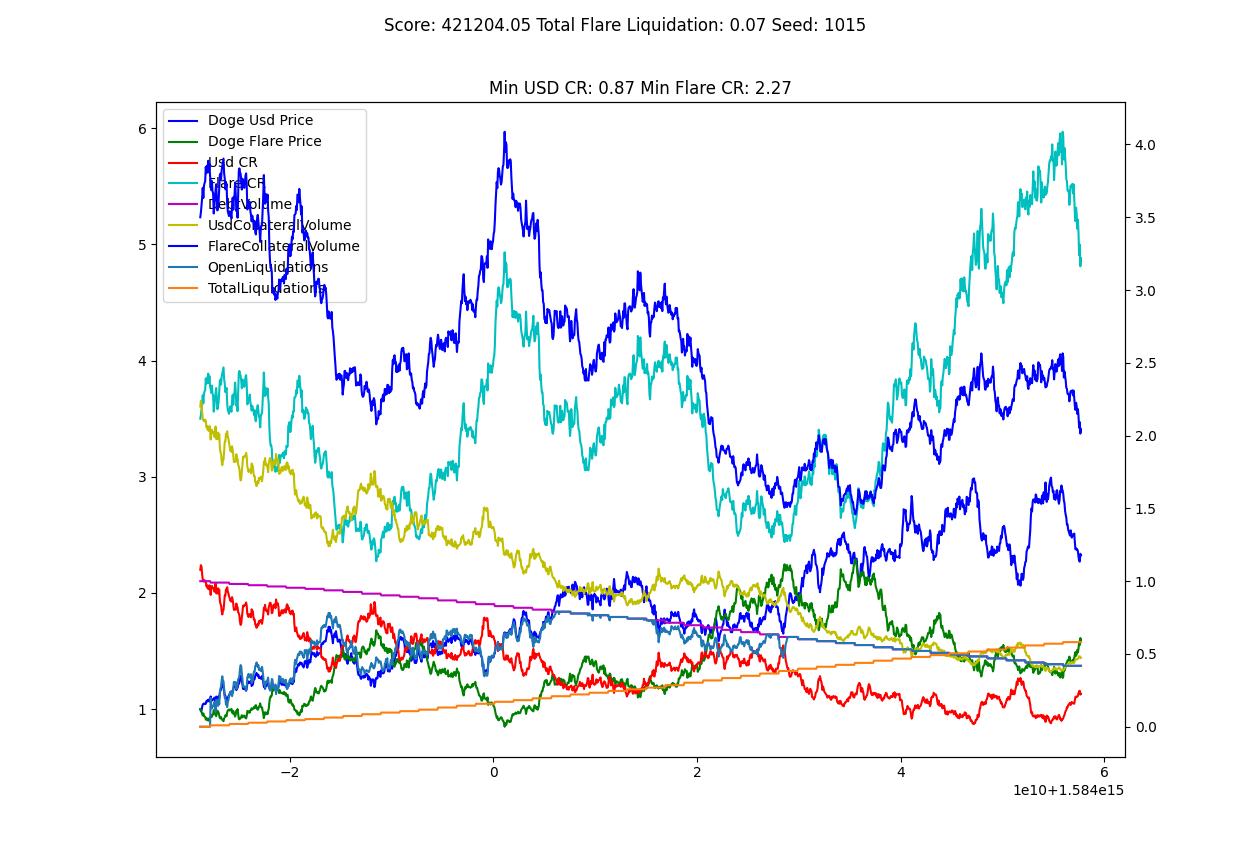 Score: 421204.05 Total Flare Liquidation: 0.07 Seed: 1015
Min USD CR: 0.87 Min Flare CR: 2.27
Doge Usd Price
Doge Flare Price
Usd CR
Flare CR
DebtVolume
UsdCollateralVolume
FlareCollateralVolume
OpenLiquidations
TotalLiquidations
6
5
4
3
2
1
4.0
3.5
3.0
2.5
2.0
1.5
1.0
0.5
0.0
−2
0
2
4
6
1e10+1.584e15